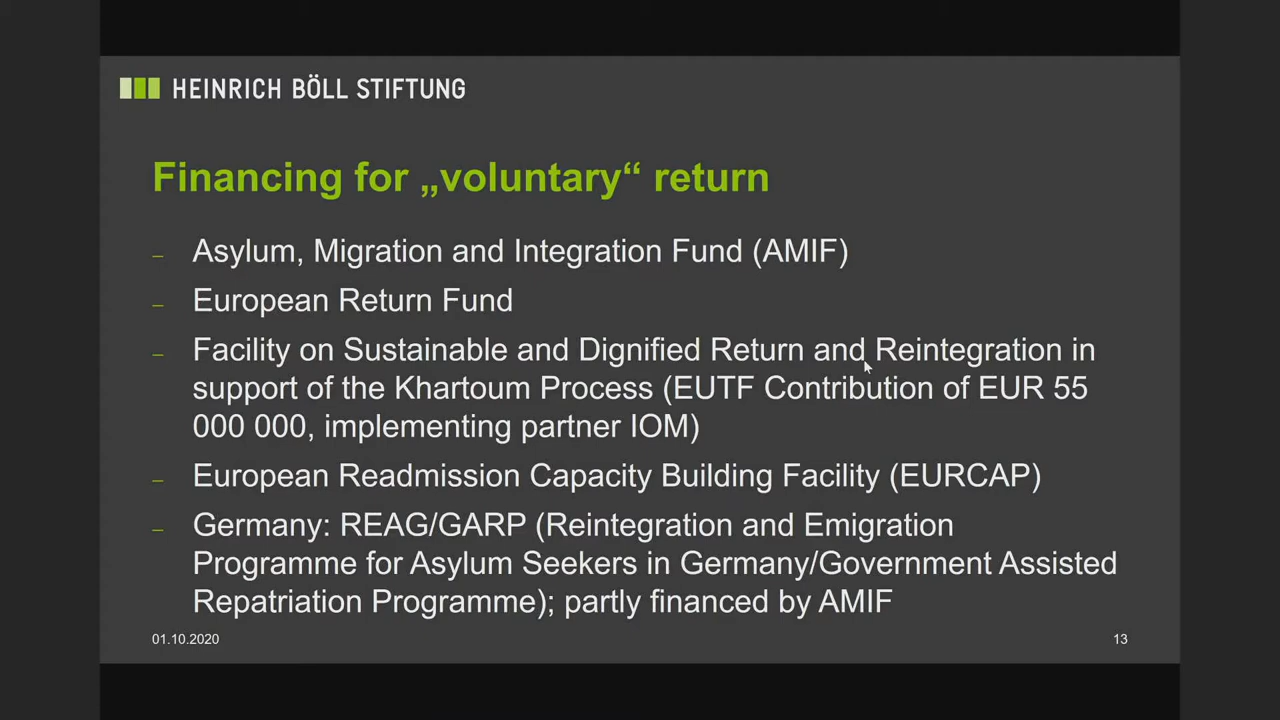 HEINRICH BÖLL STIFTUNG
Financing for „voluntary“ return
– Asylum, Migration and Integration Fund (AMIF)
– European Return Fund
– Facility on Sustainable and Dignified Return and Reintegration in
support of the Khartoum Process (EUTF Contribution of EUR 55
000 000, implementing partner IOM)
– European Readmission Capacity Building Facility (EURCAP)
– Germany: REAG/GARP (Reintegration and Emigration
Programme for Asylum Seekers in Germany/Government Assisted
Repatriation Programme); partly financed by AMIF
01.10.2020
13